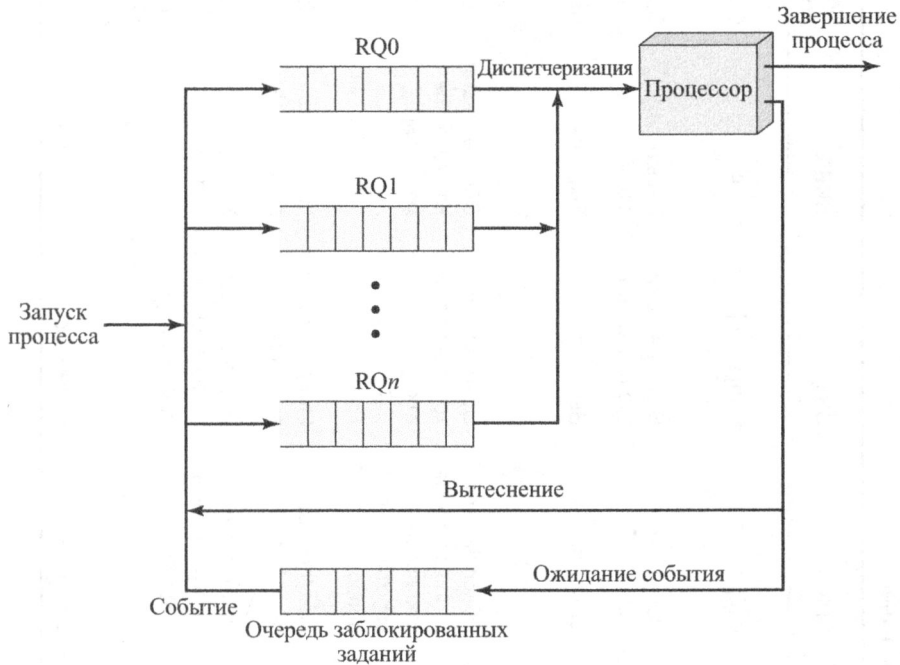 Завершение
процесса
RQ0
Диспетчеризация
Процессор
RQ1
Запуск
процесса
RQn
Вытеснение
Ожидание события
Событие
Очередь заблокированных
заданий